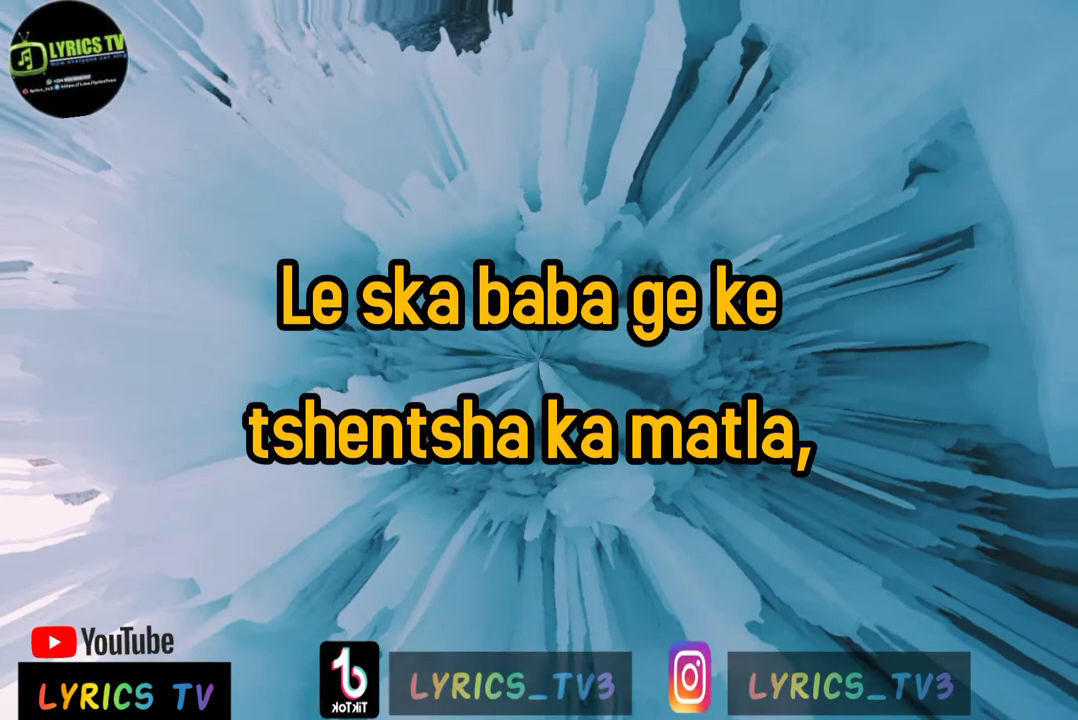 LYRICS TV
Le ska baba ge ke
tshentsha ka matla,
YouTube
LYRICS TV
TikTok
LYRICS_TV3
LYRICS_TV3